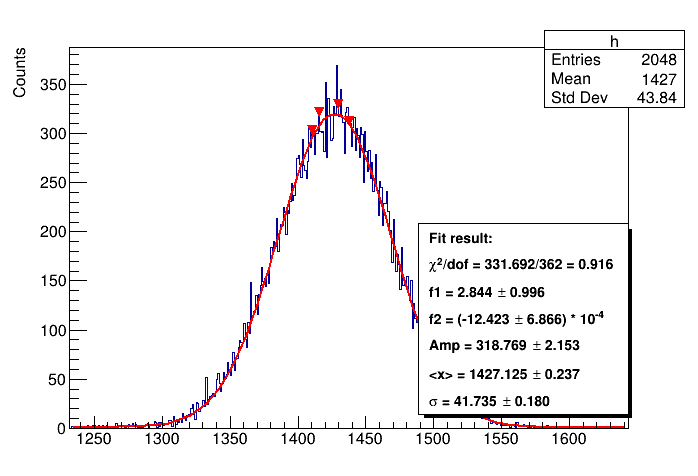 h
Entries 2048
Mean 1427
Std Dev 43.84
Counts
350
300
250
200
150
100
50
0
Fit result:
χ²/dof = 331.692/362 = 0.916
f1 = 2.844 ± 0.996
f2 = (-12.423 ± 6.866) * 10⁻⁴
Amp = 318.769 ± 2.153
<x> = 1427.125 ± 0.237
σ = 41.735 ± 0.180
1250 1300 1350 1400 1450 1500 1550 1600